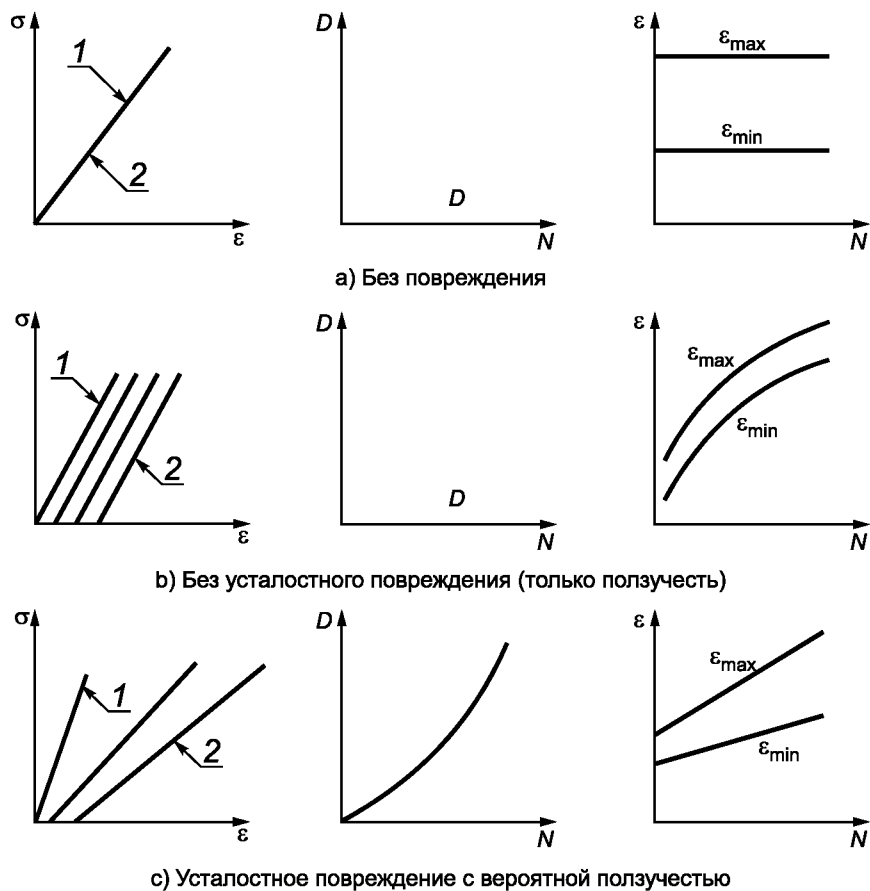 σ
1
2
ε
D
D
N
ε
εmax
εmin
N
a) Без повреждения
σ
1
2
ε
D
D
N
ε
εmax
εmin
N
b) Без усталостного повреждения (только ползучесть)
σ
1
2
ε
D
N
ε
εmax
εmin
N
c) Усталостное повреждение с вероятной ползучестью